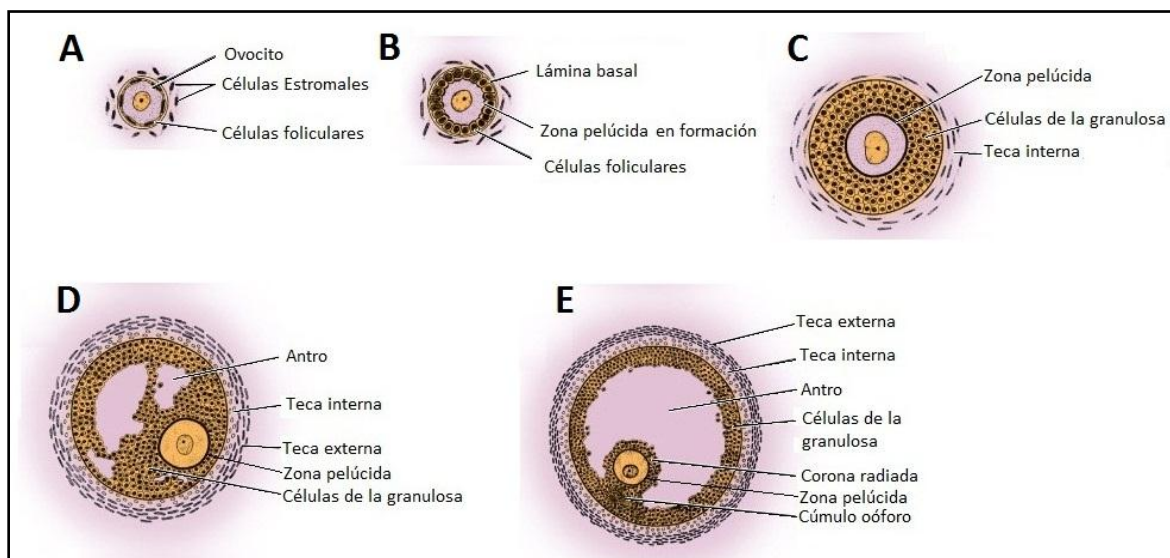 A
Ovocito
Células Estromales
Células foliculares
B
Lámina basal
Zona pelúcida en formación
Células foliculares
C
Zona pelúcida
Células de la granulosa
Teca interna
D
Antro
Teca interna
Teca externa
Zona pelúcida
Células de la granulosa
E
Teca externa
Teca interna
Antro
Células de la
granulosa
Corona radiada
Zona pelúcida
Cúmulo oóforo